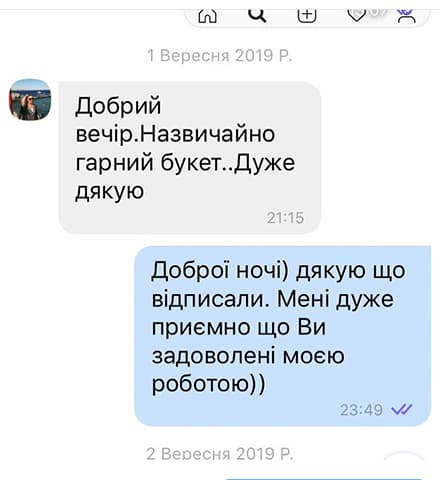 1 Вересня 2019 Р.
Добрий
вечір.Назвичайно
гарний букет..Дуже
дякую
21:15
Доброї ночі) дякую що
відписали. Мені дуже
приємно що Ви
задоволені моєю
роботою))
23:49
2 Вересня 2019 Р.